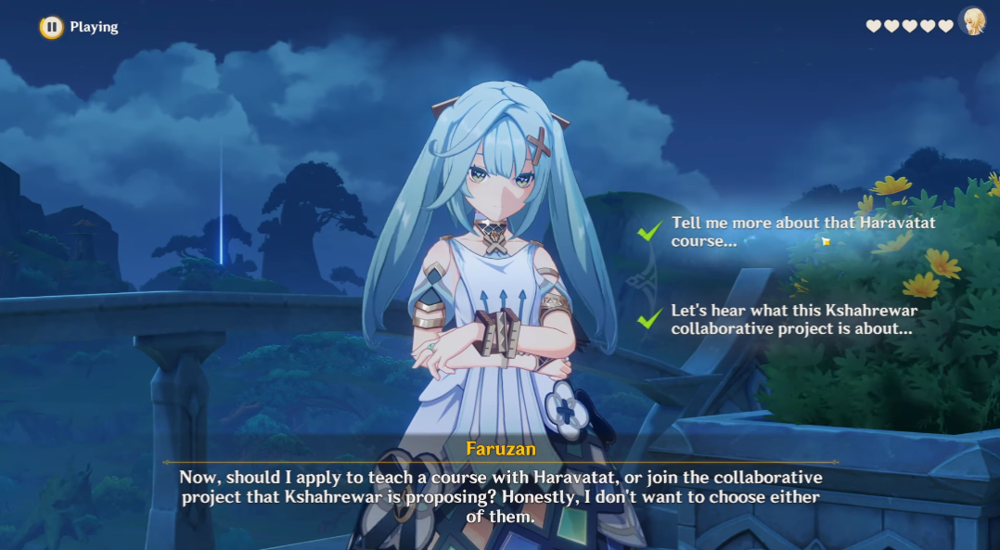 Playing
Tell me more about that Haravatat
course...
Let's hear what this Kshahrewar
collaborative project is about...
Faruzan
Now, should I apply to teach a course with Haravatat, or join the collaborative
project that Kshahrewar is proposing? Honestly, I don't want to choose either
of them.